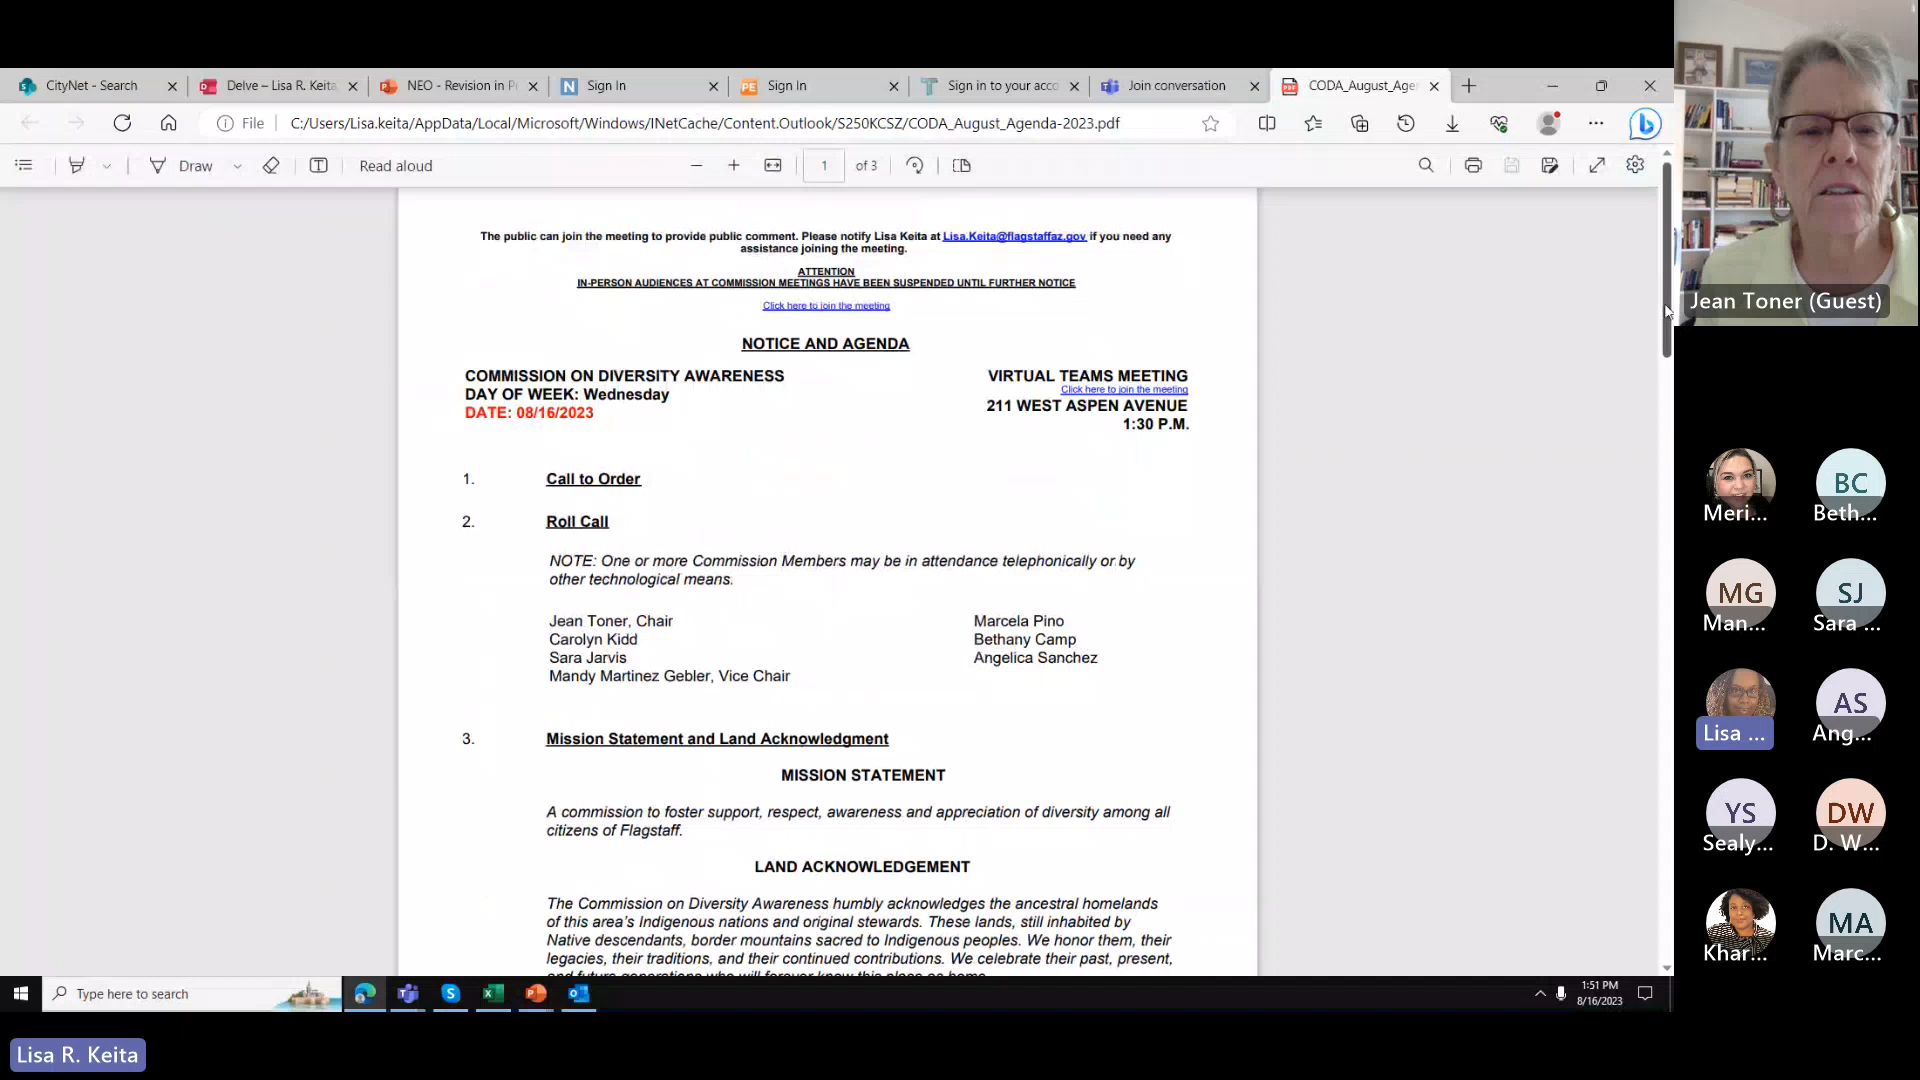 CityNet - Search
Delve – Lisa R. Keita
NEO - Revision in P
Sign In
Sign In
Sign in to your acco
Join conversation
CODA_August_Age
File
C:/Users/Lisa.keita/AppData/Local/Microsoft/Windows/INetCache/Content.Outlook/S250KCSZ/CODA_August_Agenda-2023.pdf
Draw
Read aloud
1
of 3
The public can join the meeting to provide public comment. Please notify Lisa Keita at Lisa.Keita@flagstaffaz.gov if you need any
assistance joining the meeting.
ATTENTION
IN-PERSON AUDIENCES AT COMMISSION MEETINGS HAVE BEEN SUSPENDED UNTIL FURTHER NOTICE
Click here to join the meeting
NOTICE AND AGENDA
COMMISSION ON DIVERSITY AWARENESS
DAY OF WEEK: Wednesday
DATE: 08/16/2023
VIRTUAL TEAMS MEETING
Click here to join the meeting
211 WEST ASPEN AVENUE
1:30 P.M.
1. Call to Order
2. Roll Call
NOTE: One or more Commission Members may be in attendance telephonically or by
other technological means.
Jean Toner, Chair
Carolyn Kidd
Sara Jarvis
Mandy Martinez Gebler, Vice Chair
Marcela Pino
Bethany Camp
Angelica Sanchez
3. Mission Statement and Land Acknowledgment
MISSION STATEMENT
A commission to foster support, respect, awareness and appreciation of diversity among all
citizens of Flagstaff.
LAND ACKNOWLEDGEMENT
The Commission on Diversity Awareness humbly acknowledges the ancestral homelands
of this area's Indigenous nations and original stewards. These lands, still inhabited by
Native descendants, border mountains sacred to Indigenous peoples. We honor them, their
legacies, their traditions, and their continued contributions. We celebrate their past, present,
and future generations who will forever know this place as home.
Type here to search
1:51 PM
8/16/2023
Lisa R. Keita
Jean Toner (Guest)
Meri...
BC
Beth...
MG
Man...
SJ
Sara ...
Lisa ...
AS
Ang...
YS
Sealy...
DW
D. W...
Khar...
MA
Marc...